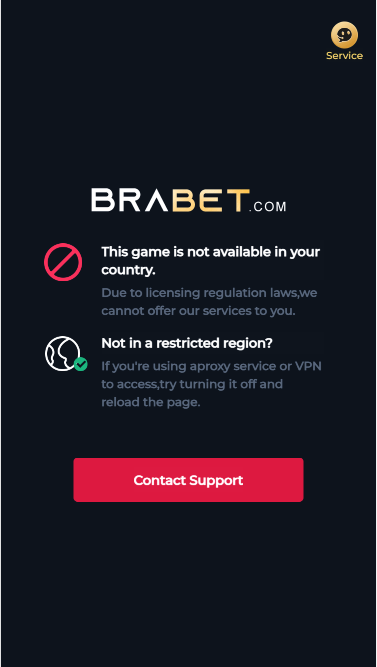 Service
BRABET.COM
This game is not available in your
country.
Due to licensing regulation laws,we
cannot offer our services to you.
Not in a restricted region?
If you're using aproxy service or VPN
to access,try turning it off and
reload the page.
Contact Support